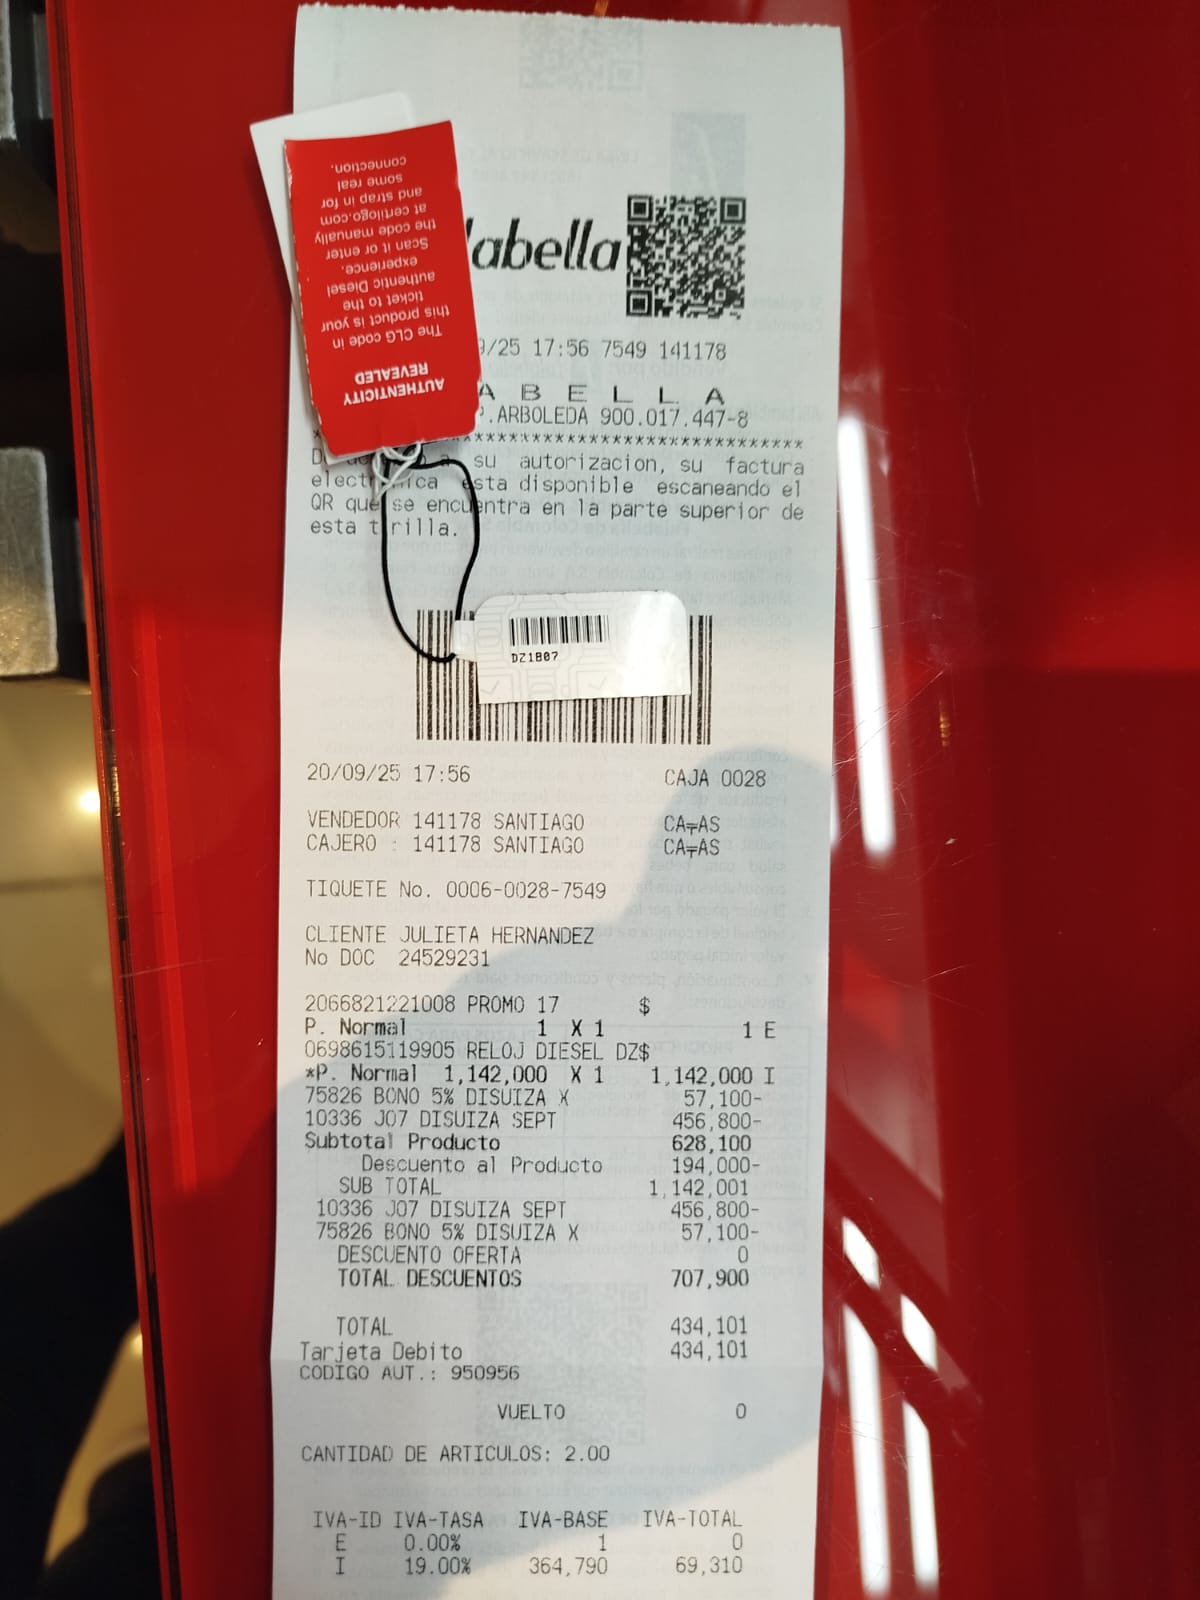 labella
9/25 17:56 7549 141178
A B E L L A
P.ARBOLEDA 900.017.447-8
*******************************************
a su autorizacion, su factura
electronica esta disponible escaneando el
QR que se encuentra en la parte superior de
esta tirilla.
AUTHENTICITY
REVEALED
The CLG code in
this product is your
ticket to the
authentic Diesel
experience.
Scan it or enter
the code manually
at certilogo.com
and strap in for
some real
connection.
DZ1807
20/09/25 17:56 CAJA 0028
VENDEDOR 141178 SANTIAGO CA╤AS
CAJERO : 141178 SANTIAGO CA╤AS
TIQUETE No. 0006-0028-7549
CLIENTE JULIETA HERNANDEZ
No DOC 24529231
2066821221008 PROMO 17 $
P. Normal 1 X 1 1 E
0698615119905 RELOJ DIESEL DZ$
*P. Normal 1,142,000 X 1 1,142,000 I
75826 BONO 5% DISUIZA X 57,100-
10336 J07 DISUIZA SEPT 456,800-
Subtotal Producto 628,100
Descuento al Producto 194,000-
SUB TOTAL 1,142,001
10336 J07 DISUIZA SEPT 456,800-
75826 BONO 5% DISUIZA X 57,100-
DESCUENTO OFERTA 0
TOTAL DESCUENTOS 707,900
TOTAL 434,101
Tarjeta Debito 434,101
CODIGO AUT.: 950956
VUELTO 0
CANTIDAD DE ARTICULOS: 2.00
IVA-ID IVA-TASA IVA-BASE IVA-TOTAL
E 0.00% 1 0
I 19.00% 364,790 69,310